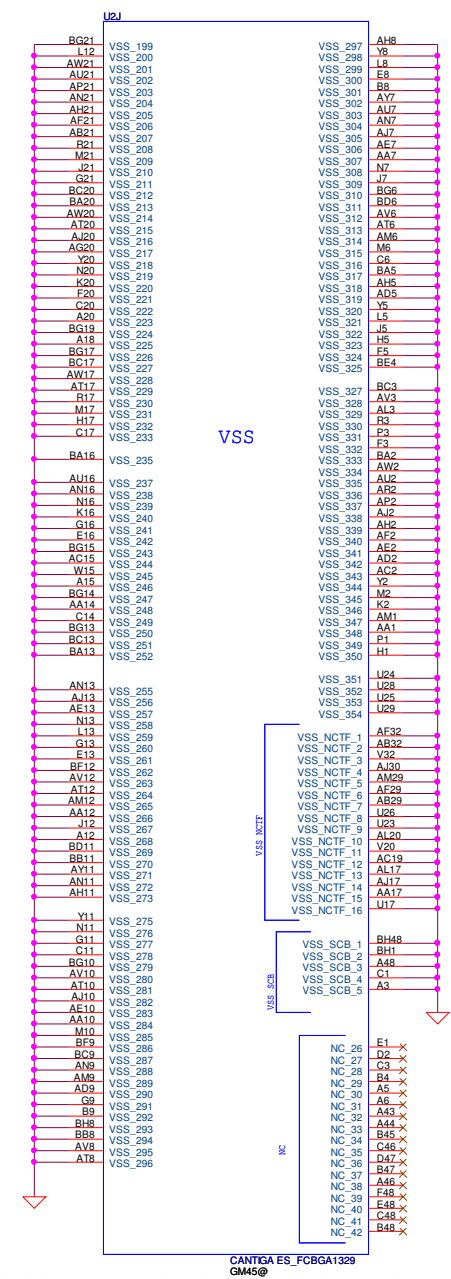 U2J
BG21 VSS_199
L12 VSS_200
AW21 VSS_201
AU21 VSS_202
AP21 VSS_203
AN21 VSS_204
AH21 VSS_205
AF21 VSS_206
AB21 VSS_207
R21 VSS_208
M21 VSS_209
J21 VSS_210
G21 VSS_211
BC20 VSS_212
BA20 VSS_213
AW20 VSS_214
AT20 VSS_215
AJ20 VSS_216
AG20 VSS_217
Y20 VSS_218
N20 VSS_219
K20 VSS_220
F20 VSS_221
C20 VSS_222
A20 VSS_223
BG19 VSS_224
A18 VSS_225
BG17 VSS_226
BC17 VSS_227
AW17 VSS_228
AT17 VSS_229
R17 VSS_230
M17 VSS_231
H17 VSS_232
C17 VSS_233
BA16 VSS_235
AU16 VSS_237
AN16 VSS_238
N16 VSS_239
K16 VSS_240
G16 VSS_241
E16 VSS_242
BG15 VSS_243
AC15 VSS_244
W15 VSS_245
A15 VSS_246
BG14 VSS_247
AA14 VSS_248
C14 VSS_249
BG13 VSS_250
BC13 VSS_251
BA13 VSS_252
AN13 VSS_255
AJ13 VSS_256
AE13 VSS_257
N13 VSS_258
L13 VSS_259
G13 VSS_260
E13 VSS_261
BF12 VSS_262
AV12 VSS_263
AT12 VSS_264
AM12 VSS_265
AA12 VSS_266
J12 VSS_267
A12 VSS_268
BD11 VSS_269
BB11 VSS_270
AY11 VSS_271
AN11 VSS_272
AH11 VSS_273
Y11 VSS_275
N11 VSS_276
G11 VSS_277
C11 VSS_278
BG10 VSS_279
AV10 VSS_280
AT10 VSS_281
AJ10 VSS_282
AE10 VSS_283
AA10 VSS_284
M10 VSS_285
BF9 VSS_286
BC9 VSS_287
AN9 VSS_288
AM9 VSS_289
AD9 VSS_290
G9 VSS_291
B9 VSS_292
BH8 VSS_293
BB8 VSS_294
AV8 VSS_295
AT8 VSS_296
VSS
VSS_297 AH8
VSS_298 Y8
VSS_299 L8
VSS_300 E8
VSS_301 B8
VSS_302 AY7
VSS_303 AU7
VSS_304 AN7
VSS_305 AJ7
VSS_306 AE7
VSS_307 AA7
VSS_308 N7
VSS_309 J7
VSS_310 BG6
VSS_311 BD6
VSS_312 AV6
VSS_313 AT6
VSS_314 AM6
VSS_315 M6
VSS_316 C6
VSS_317 BA5
VSS_318 AH5
VSS_319 AD5
VSS_320 Y5
VSS_321 L5
VSS_322 J5
VSS_323 H5
VSS_324 F5
VSS_325 BE4
VSS_327 BC3
VSS_328 AV3
VSS_329 AL3
VSS_330 R3
VSS_331 P3
VSS_332 F3
VSS_333 BA2
VSS_334 AW2
VSS_335 AU2
VSS_336 AR2
VSS_337 AP2
VSS_338 AJ2
VSS_339 AH2
VSS_340 AF2
VSS_341 AE2
VSS_342 AD2
VSS_343 AC2
VSS_344 Y2
VSS_345 M2
VSS_346 K2
VSS_347 AM1
VSS_348 AA1
VSS_349 P1
VSS_350 H1
VSS_351 U24
VSS_352 U28
VSS_353 U25
VSS_354 U29
VSS NCTF
VSS_NCTF_1 AF32
VSS_NCTF_2 AB32
VSS_NCTF_3 V32
VSS_NCTF_4 AJ30
VSS_NCTF_5 AM29
VSS_NCTF_6 AF29
VSS_NCTF_7 AB29
VSS_NCTF_8 U26
VSS_NCTF_9 U23
VSS_NCTF_10 AL20
VSS_NCTF_11 V20
VSS_NCTF_12 AC19
VSS_NCTF_13 AL17
VSS_NCTF_14 AJ17
VSS_NCTF_15 AA17
VSS_NCTF_16 U17
VSS SCB
VSS_SCB_1 BH48
VSS_SCB_2 BH1
VSS_SCB_3 A48
VSS_SCB_4 C1
VSS_SCB_5 A3
NC
NC_26 E1
NC_27 D2
NC_28 C3
NC_29 B4
NC_30 A5
NC_31 A6
NC_32 A43
NC_33 A44
NC_34 B45
NC_35 C46
NC_36 D47
NC_37 B47
NC_38 A46
NC_39 F48
NC_40 E48
NC_41 C48
NC_42 B48
CANTIGA ES_FCBGA1329
GM45@